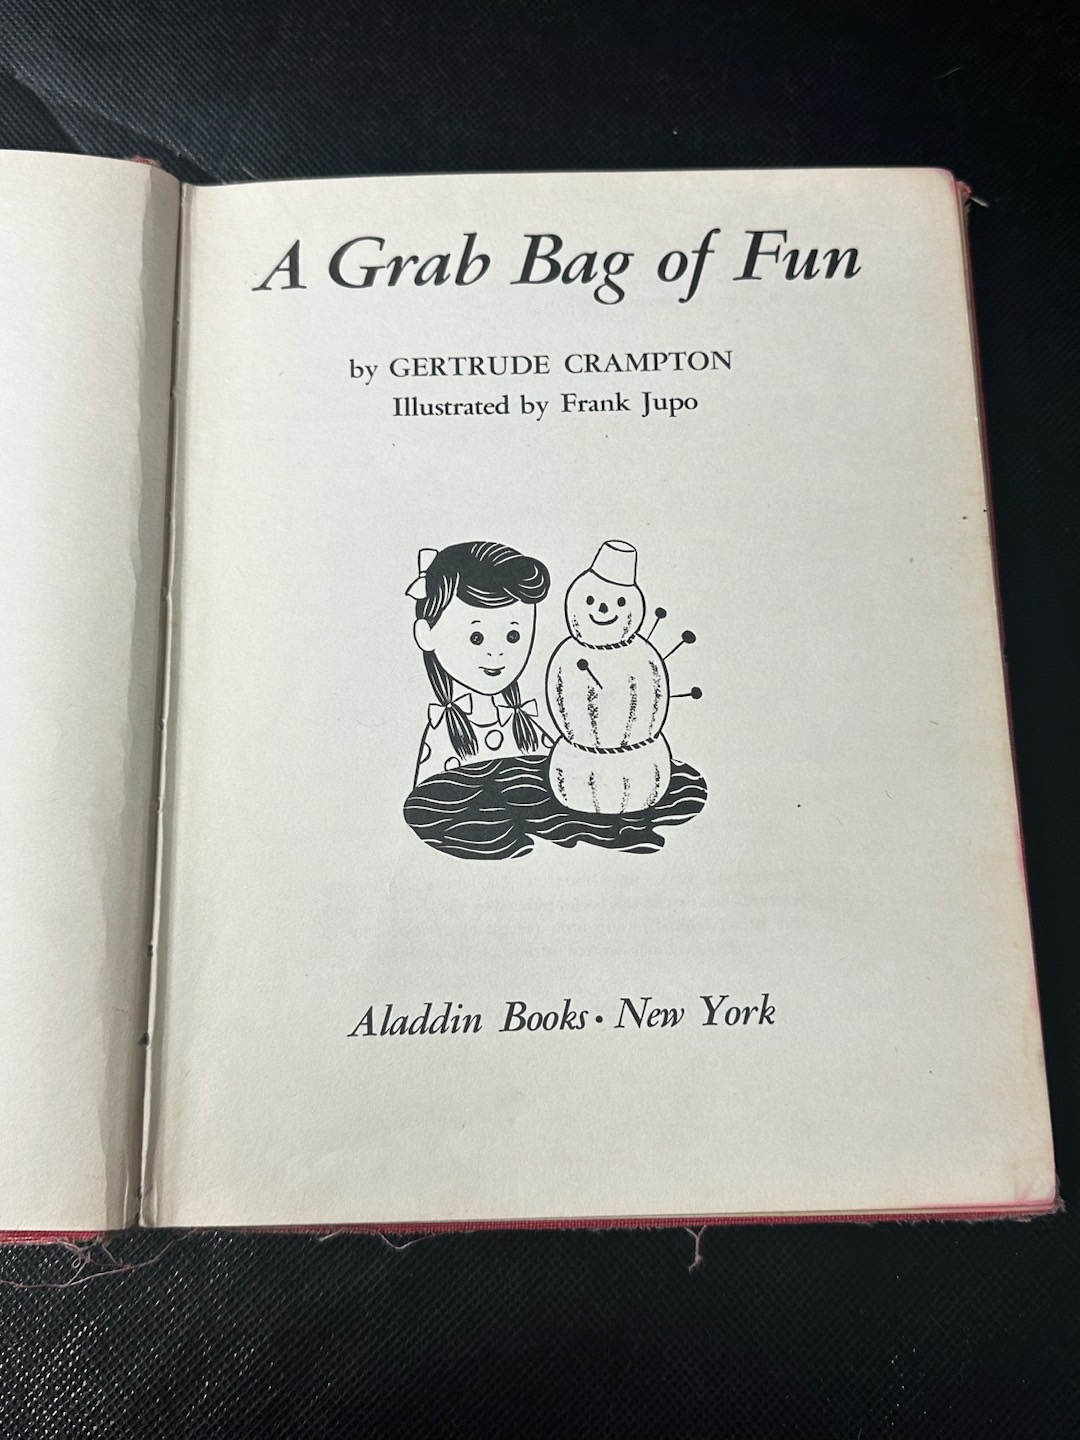 A Grab Bag of Fun
by GERTRUDE CRAMPTON
Illustrated by Frank Jupo
Aladdin Books • New York